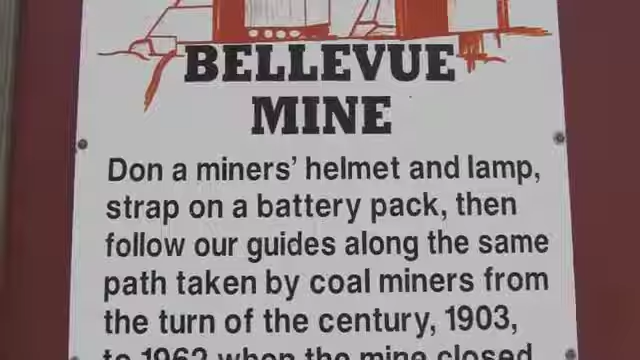 BELLEVUE
MINE
Don a miners' helmet and lamp,
strap on a battery pack, then
follow our guides along the same
path taken by coal miners from
the turn of the century, 1903,
to 1962 when the mine closed